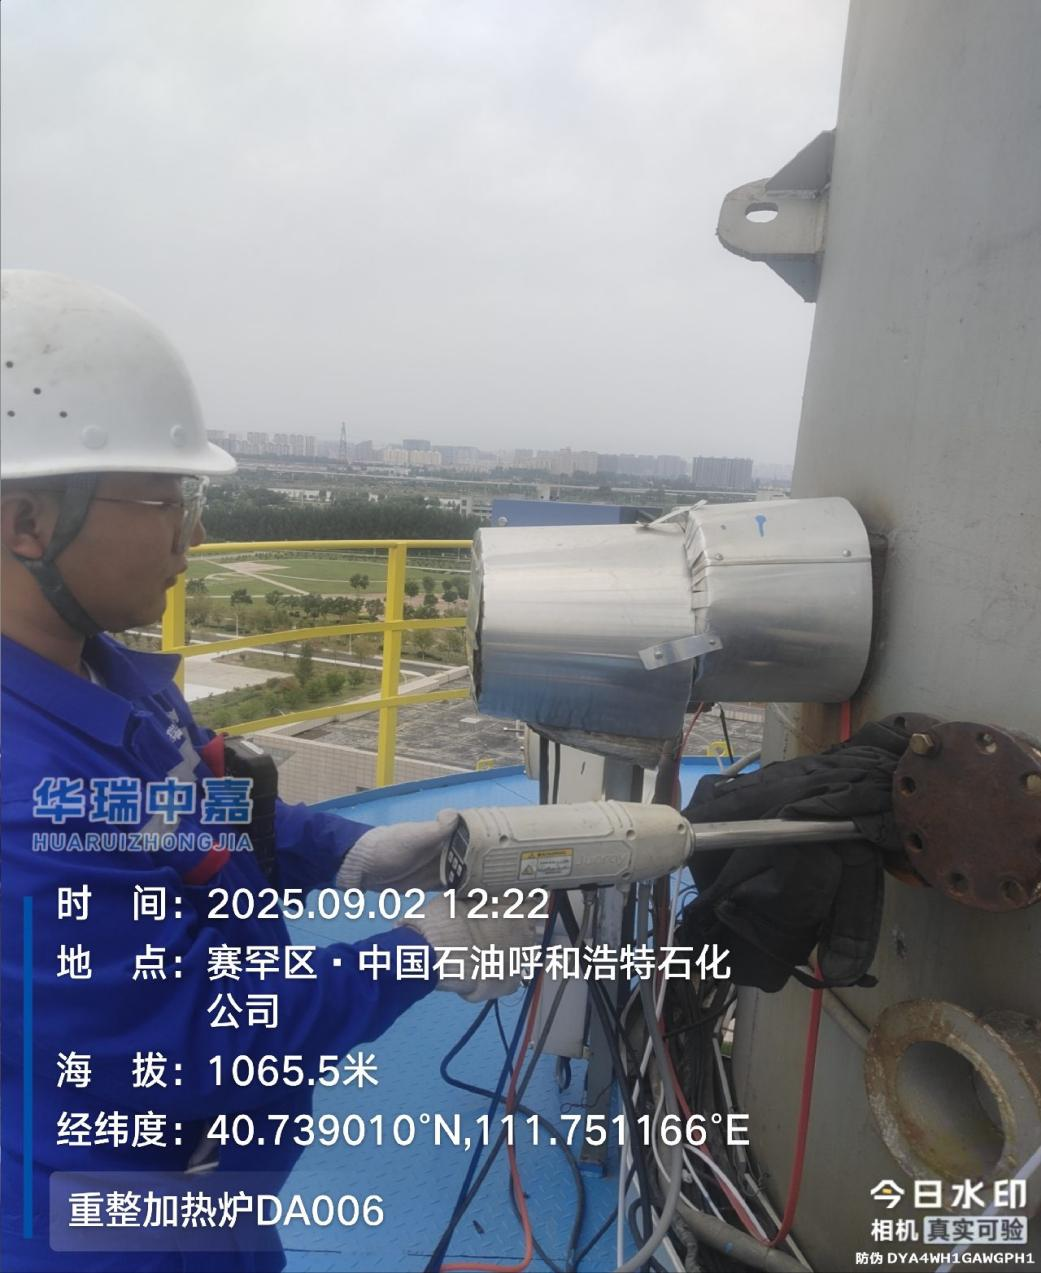 华瑞中嘉
HUARUIZHONGJIA
时 间：2025.09.02 12:22
地 点：赛罕区·中国石油呼和浩特石化
公司
海 拔：1065.5米
经纬度：40.739010°N,111.751166°E
重整加热炉DA006
今日水印
相机 真实可验
防伪 DYA4WH1GAWGPH1